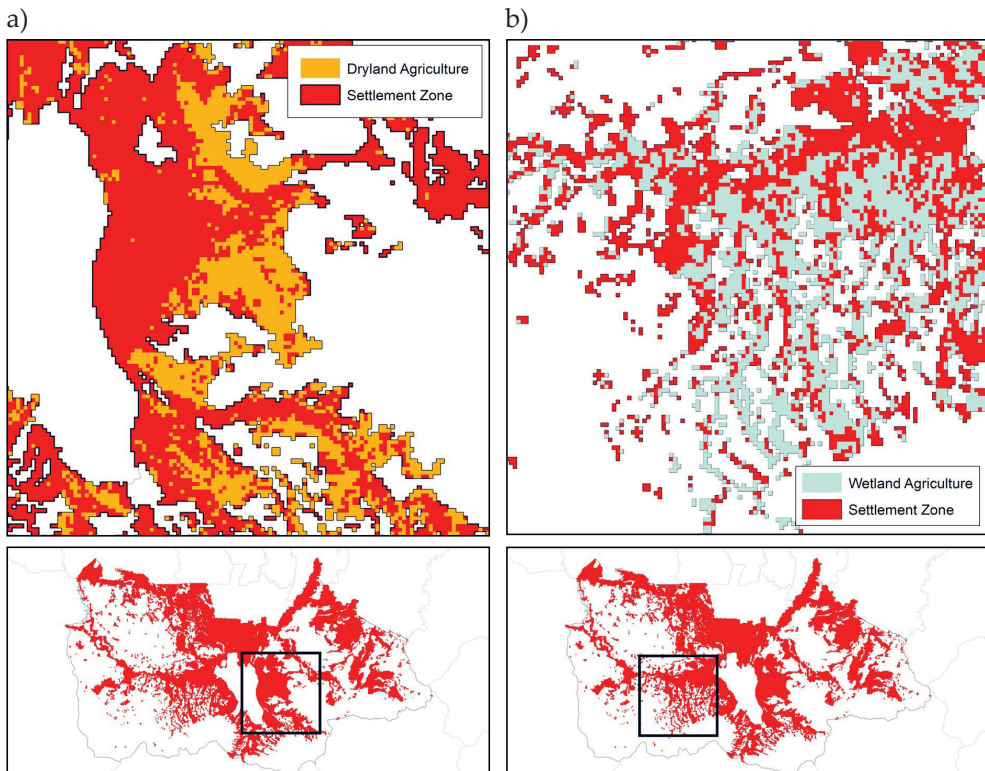 a)
Dryland Agriculture
Settlement Zone
b)
Wetland Agriculture
Settlement Zone